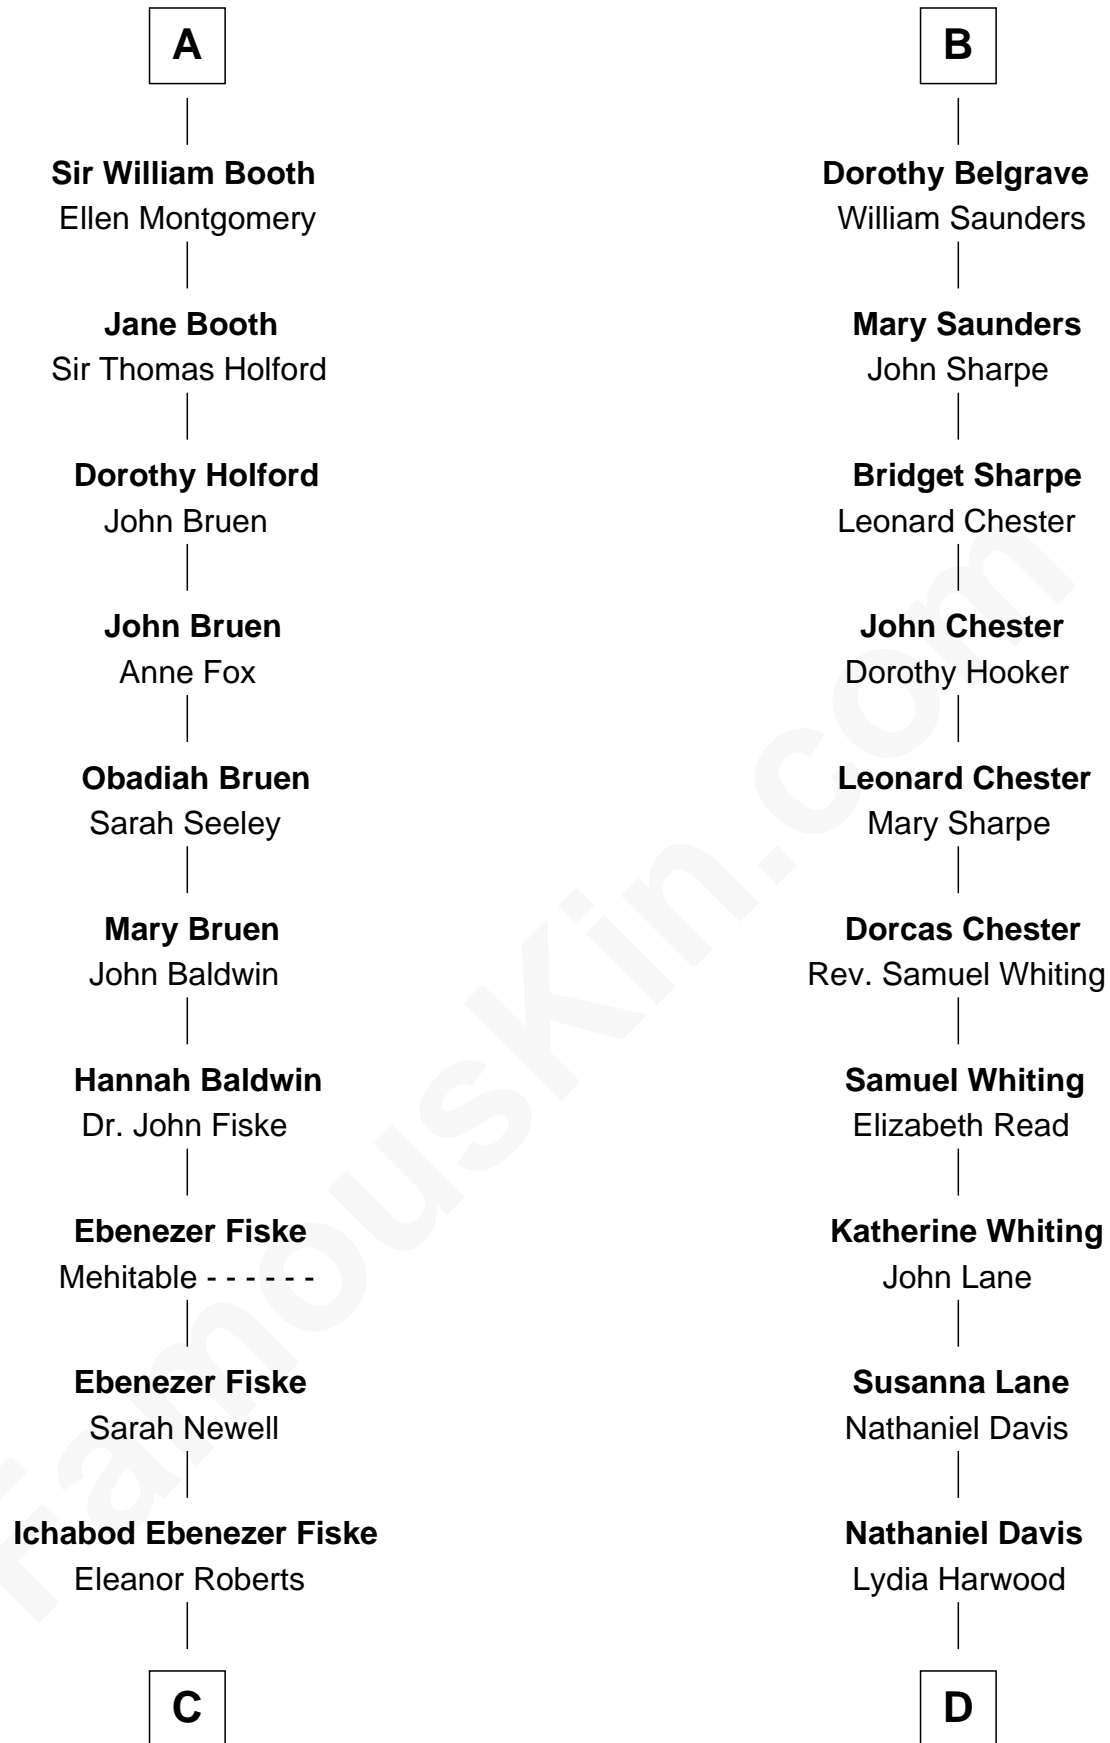 A
Sir William Booth
Ellen Montgomery
Jane Booth
Sir Thomas Holford
Dorothy Holford
John Bruen
John Bruen
Anne Fox
Obadiah Bruen
Sarah Seeley
Mary Bruen
John Baldwin
Hannah Baldwin
Dr. John Fiske
Ebenezer Fiske
Mehitable - - - - - -
Ebenezer Fiske
Sarah Newell
Ichabod Ebenezer Fiske
Eleanor Roberts
C
B
Dorothy Belgrave
William Saunders
Mary Saunders
John Sharpe
Bridget Sharpe
Leonard Chester
John Chester
Dorothy Hooker
Leonard Chester
Mary Sharpe
Dorcas Chester
Rev. Samuel Whiting
Samuel Whiting
Elizabeth Read
Katherine Whiting
John Lane
Susanna Lane
Nathaniel Davis
Nathaniel Davis
Lydia Harwood
D
FamousKin.com